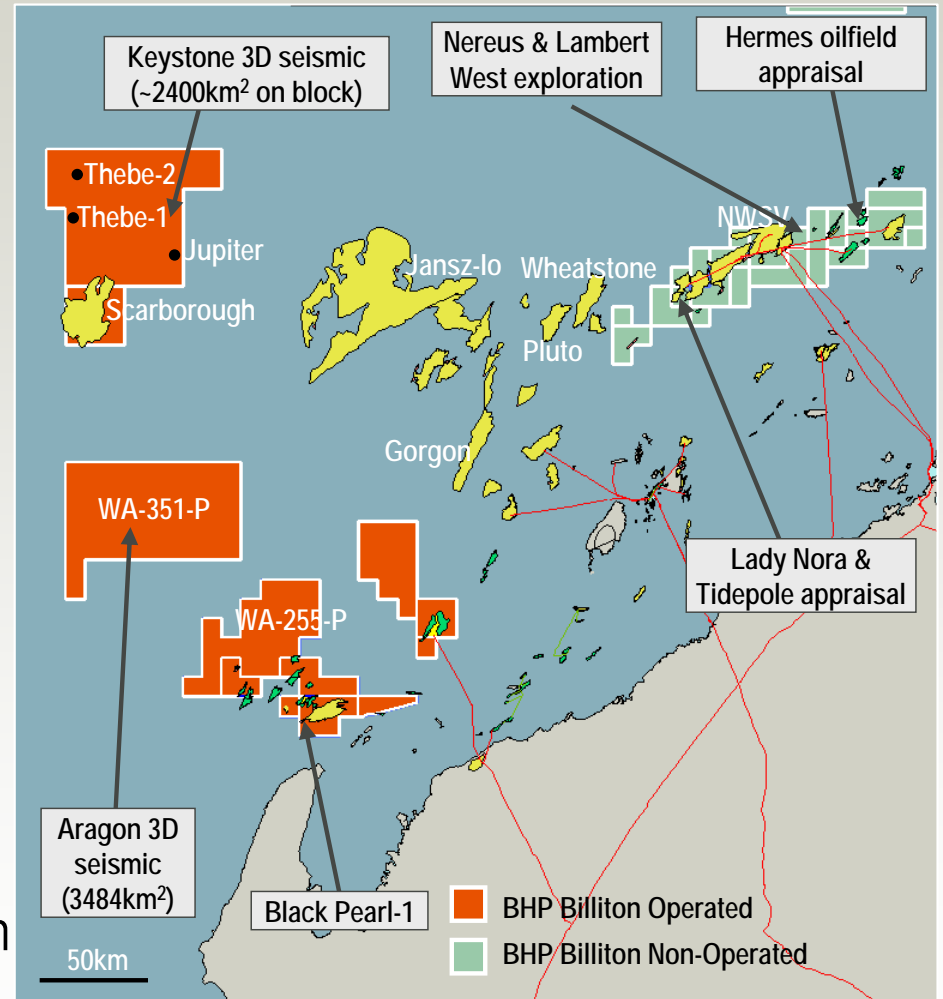 Keystone 3D seismic
(~2400km² on block)
Nereus & Lambert
West exploration
Hermes oilfield
appraisal
Thebe-2
Thebe-1
Jupiter
Scarborough
NWSV
Jansz-Io
Wheatstone
Pluto
Gorgon
WA-351-P
Lady Nora &
Tidepole appraisal
WA-255-P
Aragon 3D
seismic
(3484km²)
Black Pearl-1
BHP Billiton Operated
BHP Billiton Non-Operated
n
50km